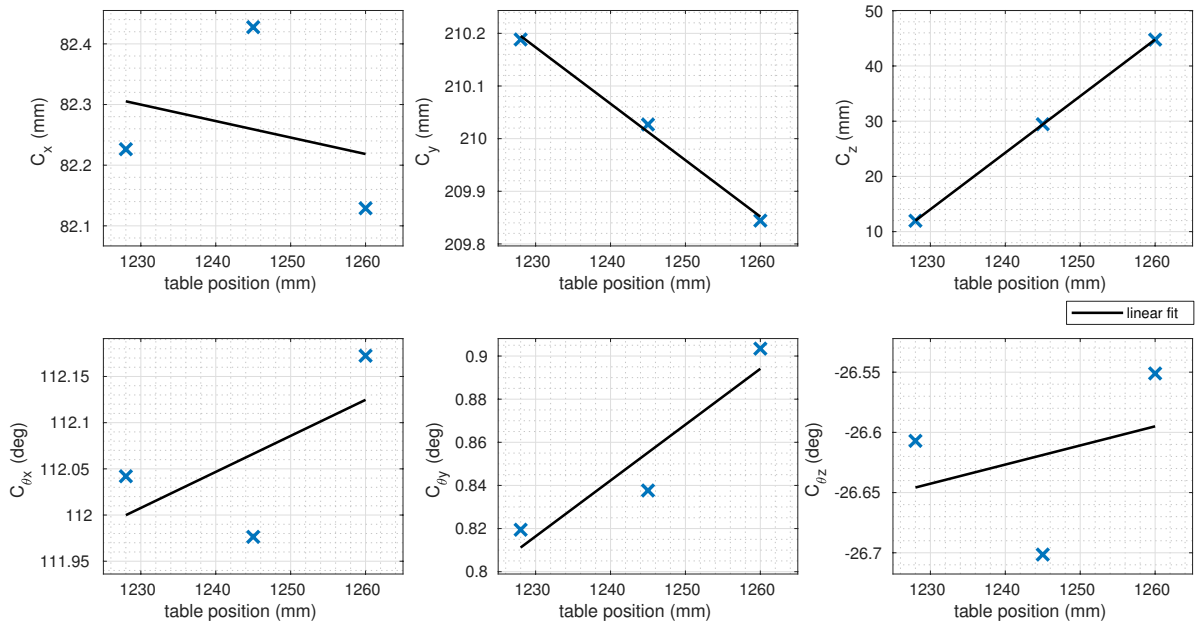 82.4
82.3
82.2
82.1
C_x (mm)
1230 1240 1250 1260
table position (mm)
210.2
210.1
210
209.9
209.8
C_y (mm)
1230 1240 1250 1260
table position (mm)
50
40
30
20
10
C_z (mm)
1230 1240 1250 1260
table position (mm)
linear fit
112.15
112.1
112.05
112
111.95
C_θx (deg)
1230 1240 1250 1260
table position (mm)
0.9
0.88
0.86
0.84
0.82
0.8
C_θy (deg)
1230 1240 1250 1260
table position (mm)
-26.55
-26.6
-26.65
-26.7
C_θz (deg)
1230 1240 1250 1260
table position (mm)